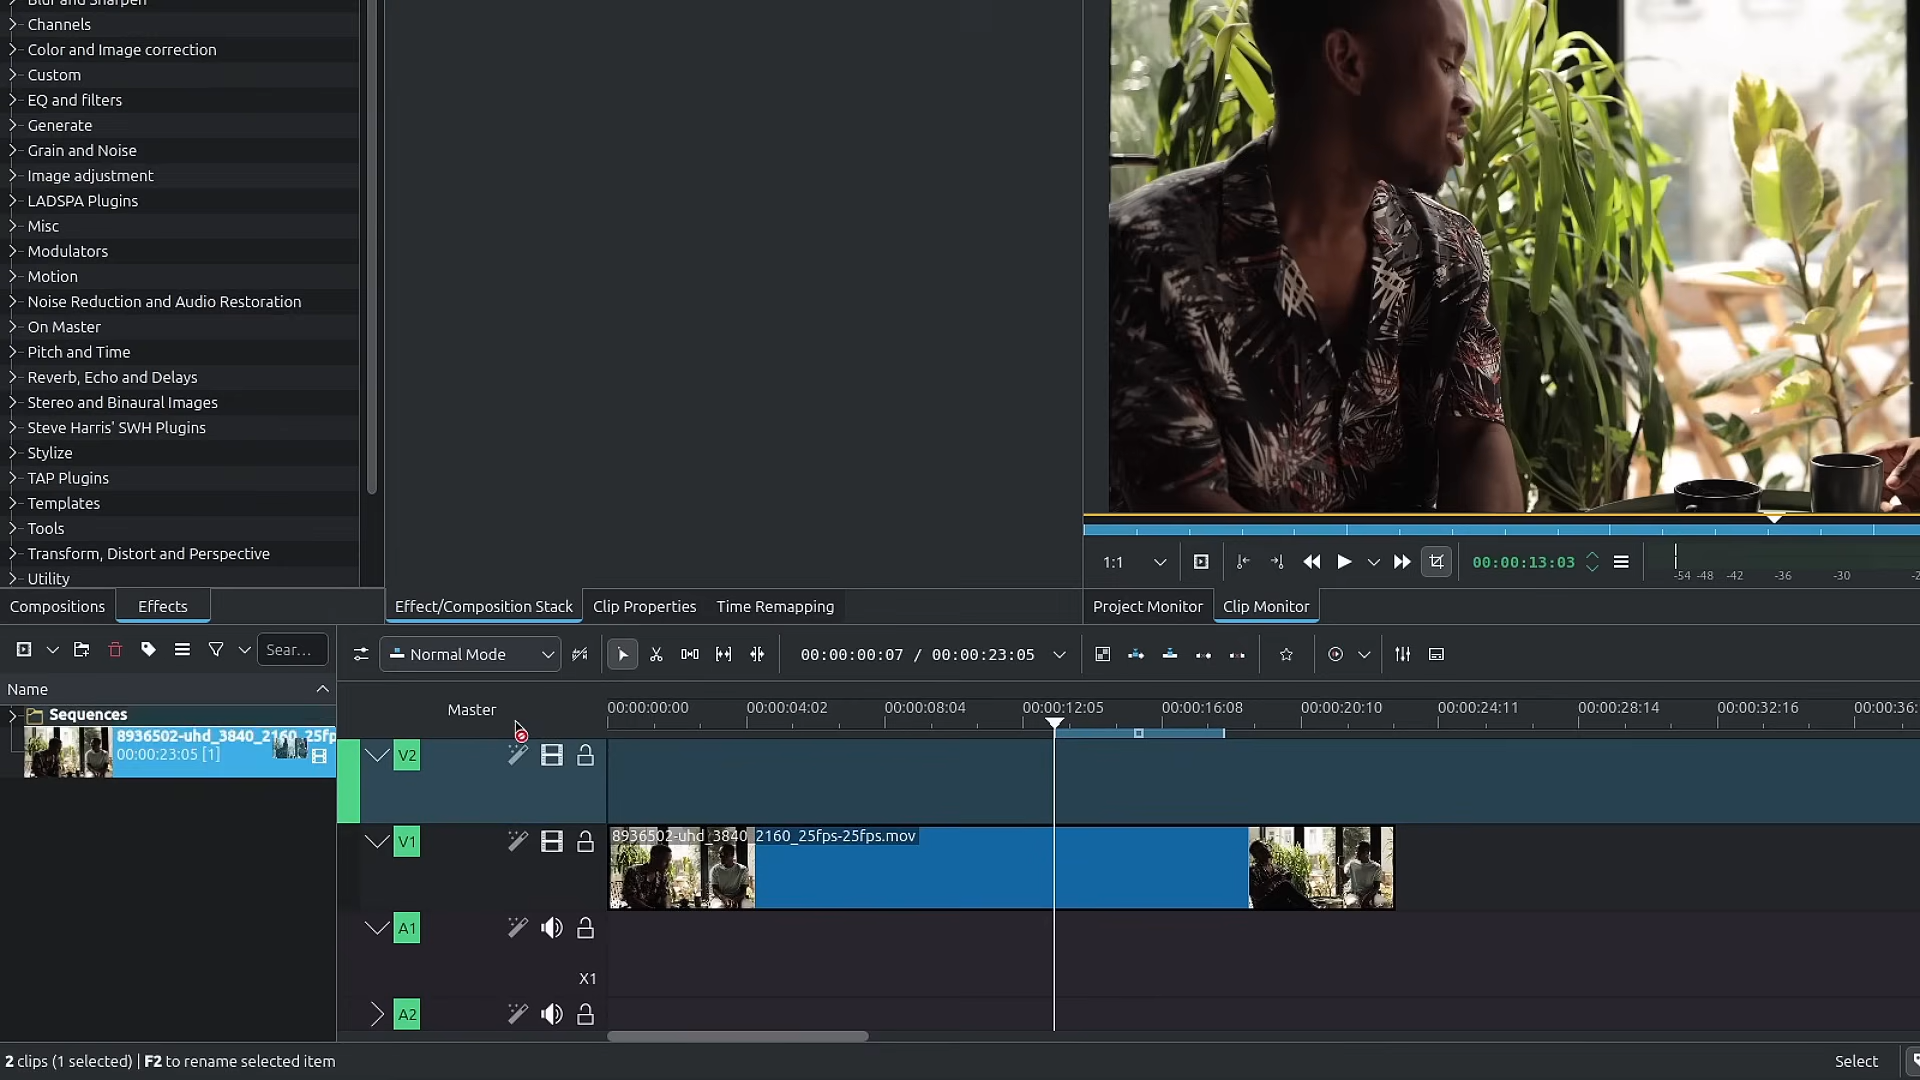 Blur and Sharpen
Channels
Color and Image correction
Custom
EQ and filters
Generate
Grain and Noise
Image adjustment
LADSPA Plugins
Misc
Modulators
Motion
Noise Reduction and Audio Restoration
On Master
Pitch and Time
Reverb, Echo and Delays
Stereo and Binaural Images
Steve Harris' SWH Plugins
Stylize
TAP Plugins
Templates
Tools
Transform, Distort and Perspective
Utility
1:1
00:00:13:03
-54 -48 -42 -36 -30
Compositions Effects
Effect/Composition Stack Clip Properties Time Remapping
Project Monitor Clip Monitor
Sear...
Normal Mode
00:00:00:07 / 00:00:23:05
Name
Sequences
8936502-uhd_3840_2160_25fp
00:00:23:05 [1]
Master
00:00:00:00 00:00:04:02 00:00:08:04 00:00:12:05 00:00:16:08 00:00:20:10 00:00:24:11 00:00:28:14 00:00:32:16 00:00:36:
V2
V1
8936502-uhd_3840_2160_25fps-25fps.mov
A1
X1
A2
2 clips (1 selected) | F2 to rename selected item
Select